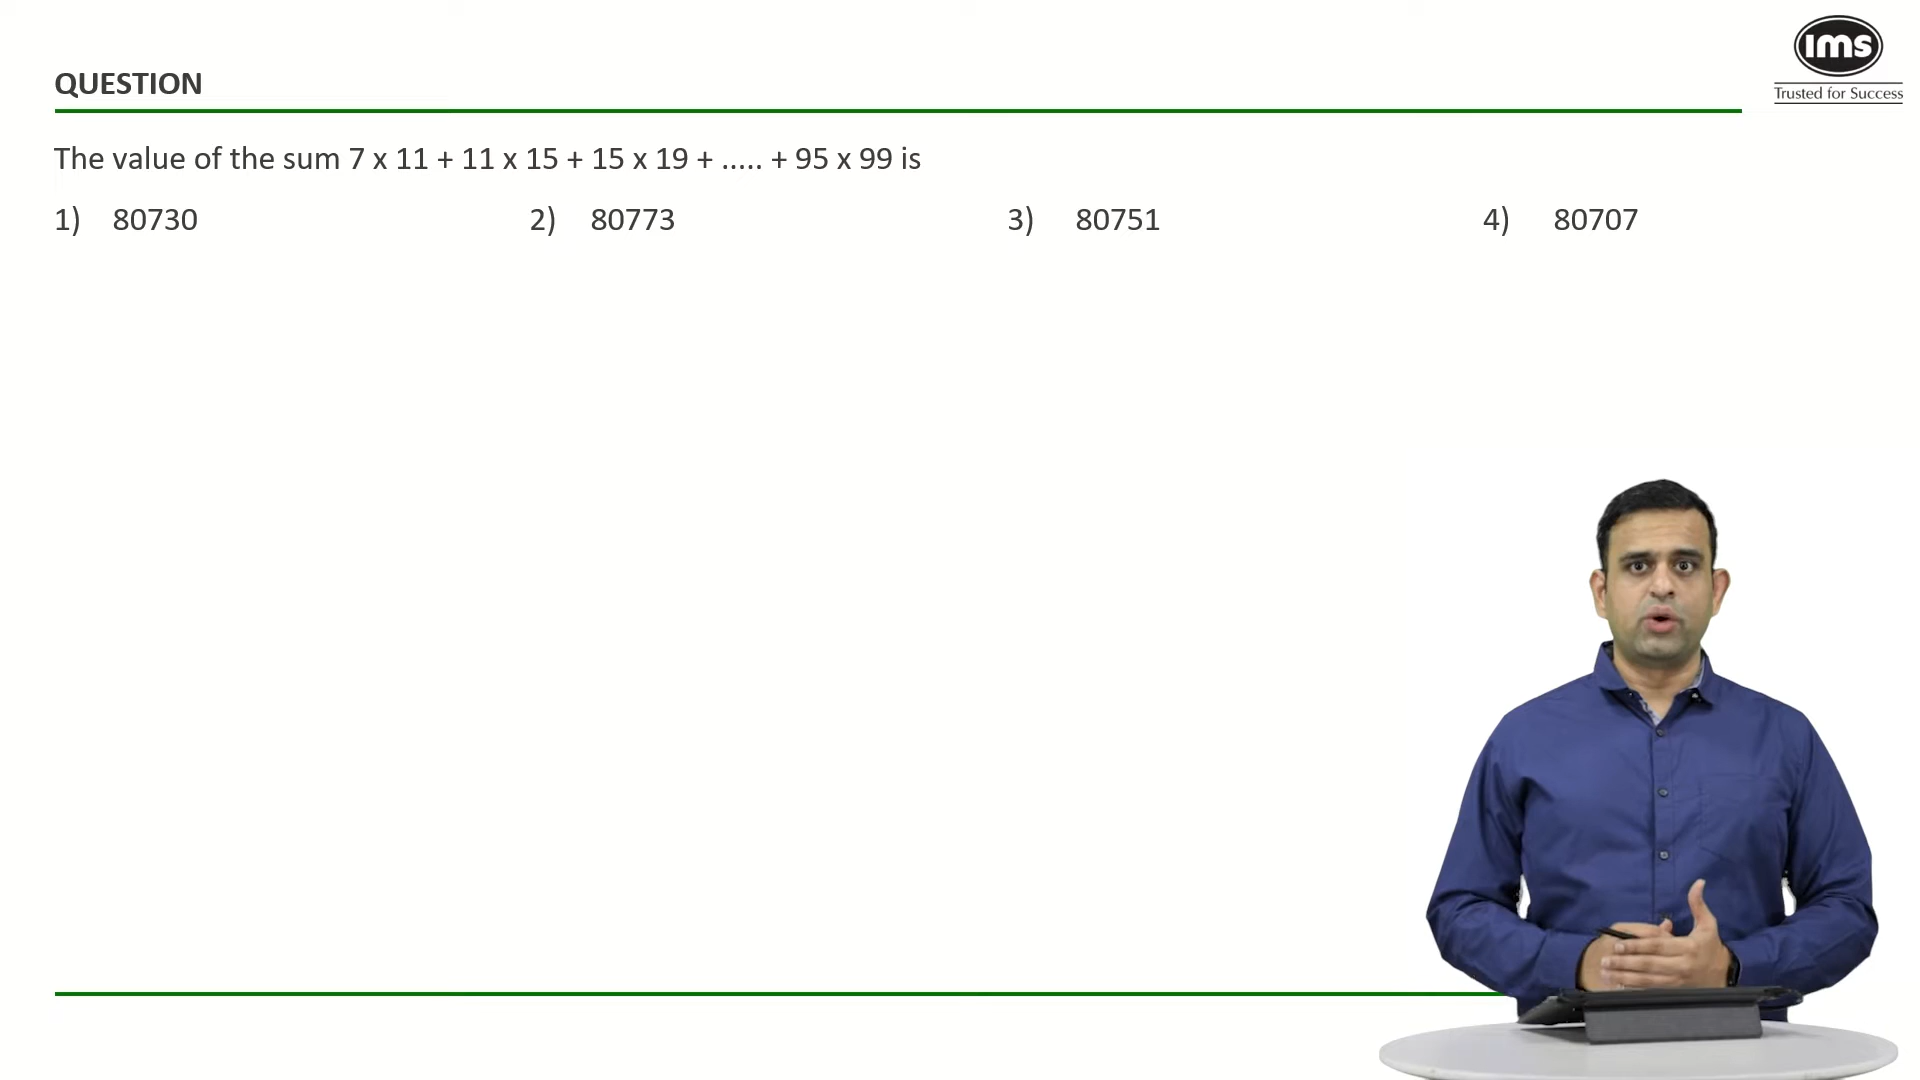 ims
Trusted for Success
QUESTION
The value of the sum 7 x 11 + 11 x 15 + 15 x 19 + ..... + 95 x 99 is
1) 80730 2) 80773 3) 80751 4) 80707